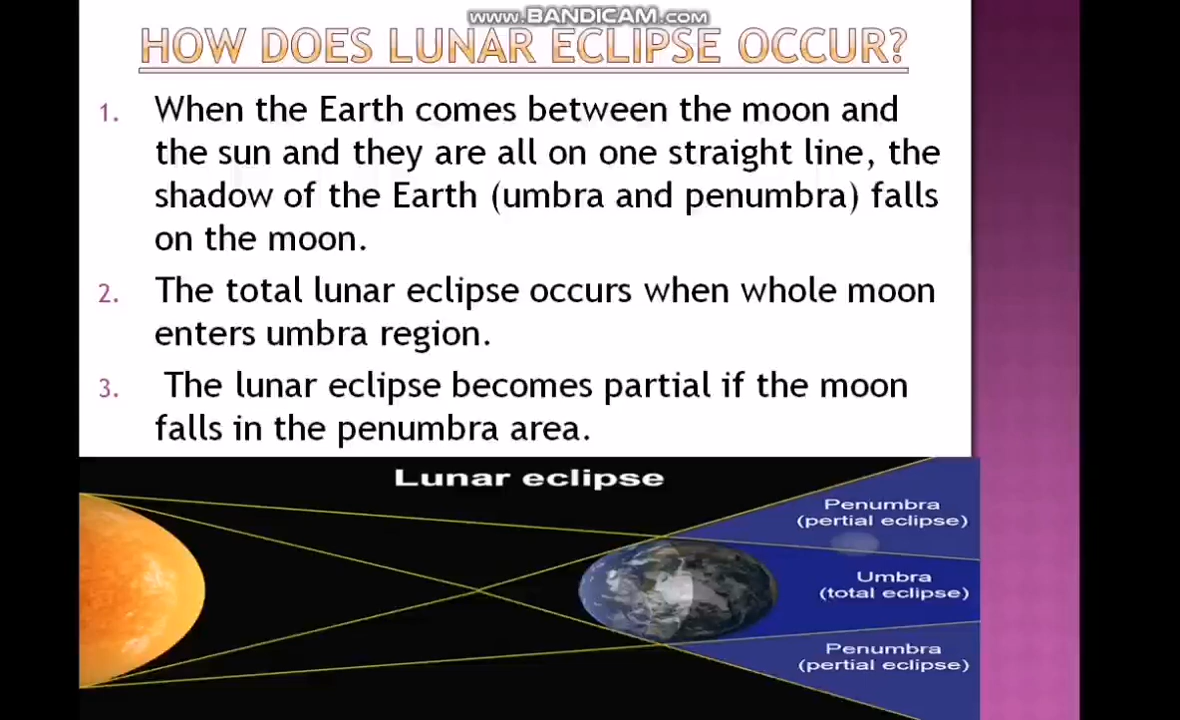 www.BANDICAM.com
HOW DOES LUNAR ECLIPSE OCCUR?
1. When the Earth comes between the moon and
the sun and they are all on one straight line, the
shadow of the Earth (umbra and penumbra) falls
on the moon.
2. The total lunar eclipse occurs when whole moon
enters umbra region.
3. The lunar eclipse becomes partial if the moon
falls in the penumbra area.
Lunar eclipse
Penumbra
(pertial eclipse)
Umbra
(total eclipse)
Penumbra
(pertial eclipse)